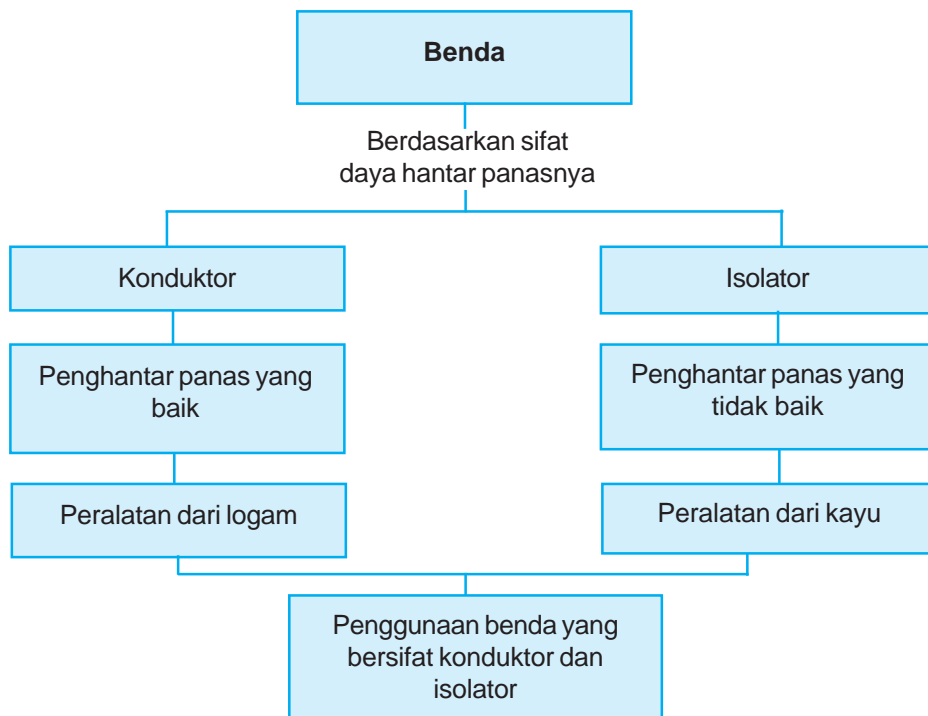 Benda
Berdasarkan sifat
daya hantar panasnya
Konduktor
Isolator
Penghantar panas yang
baik
Penghantar panas yang
tidak baik
Peralatan dari logam
Peralatan dari kayu
Penggunaan benda yang
bersifat konduktor dan
isolator